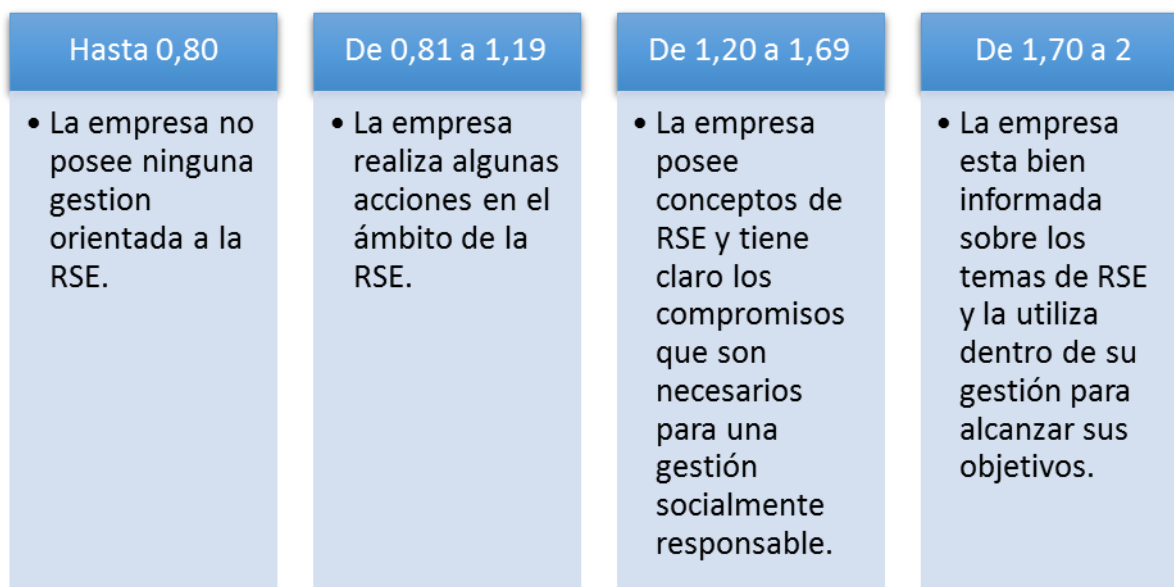 Hasta 0,80
• La empresa no
posee ninguna
gestion
orientada a la
RSE.
De 0,81 a 1,19
• La empresa
realiza algunas
acciones en el
ámbito de la
RSE.
De 1,20 a 1,69
• La empresa
posee
conceptos de
RSE y tiene
claro los
compromisos
que son
necesarios
para una
gestión
socialmente
responsable.
De 1,70 a 2
• La empresa
esta bien
informada
sobre los
temas de RSE
y la utiliza
dentro de su
gestión para
alcanzar sus
objetivos.